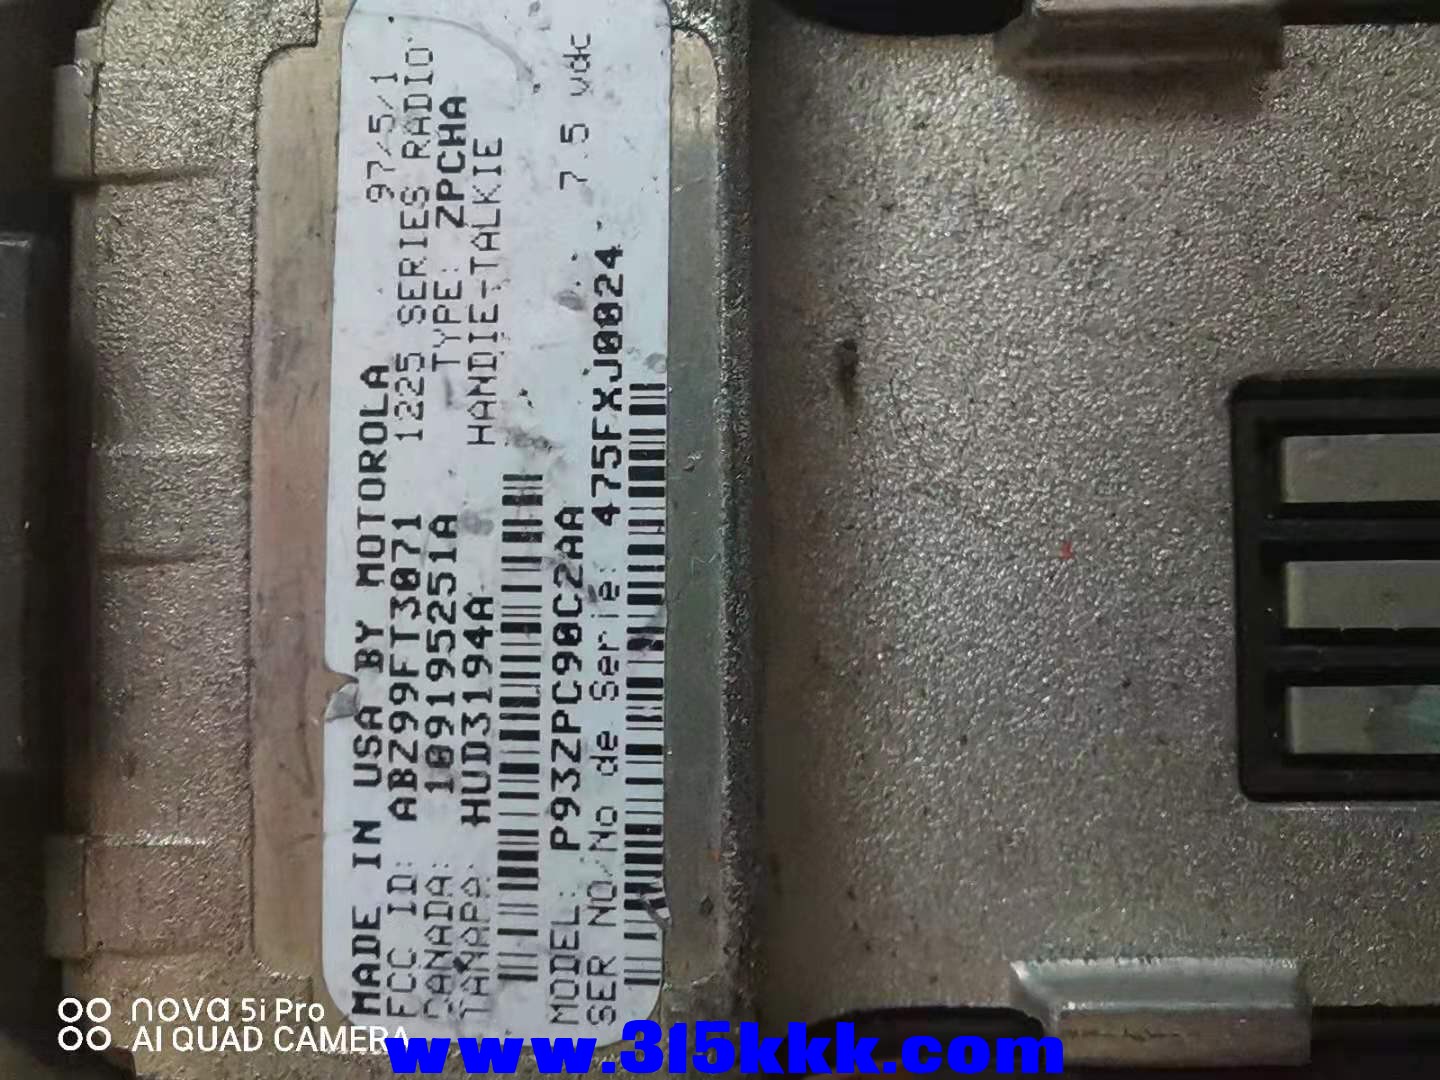 MADE IN USA BY MOTOROLA 97/5/1
FCC ID: ABZ99FT3071 1225 SERIES RADIO
CANADA: 109195251A TYPE: ZPCHA
TANAPA: HUD3194A HANDIE-TALKIE
MODEL: P93ZPC90C2AA 7.5 vdc
SER NO/No de Serie: 475FXJ0024
nova 5i Pro
AI QUAD CAMERA
www.315kkk.com